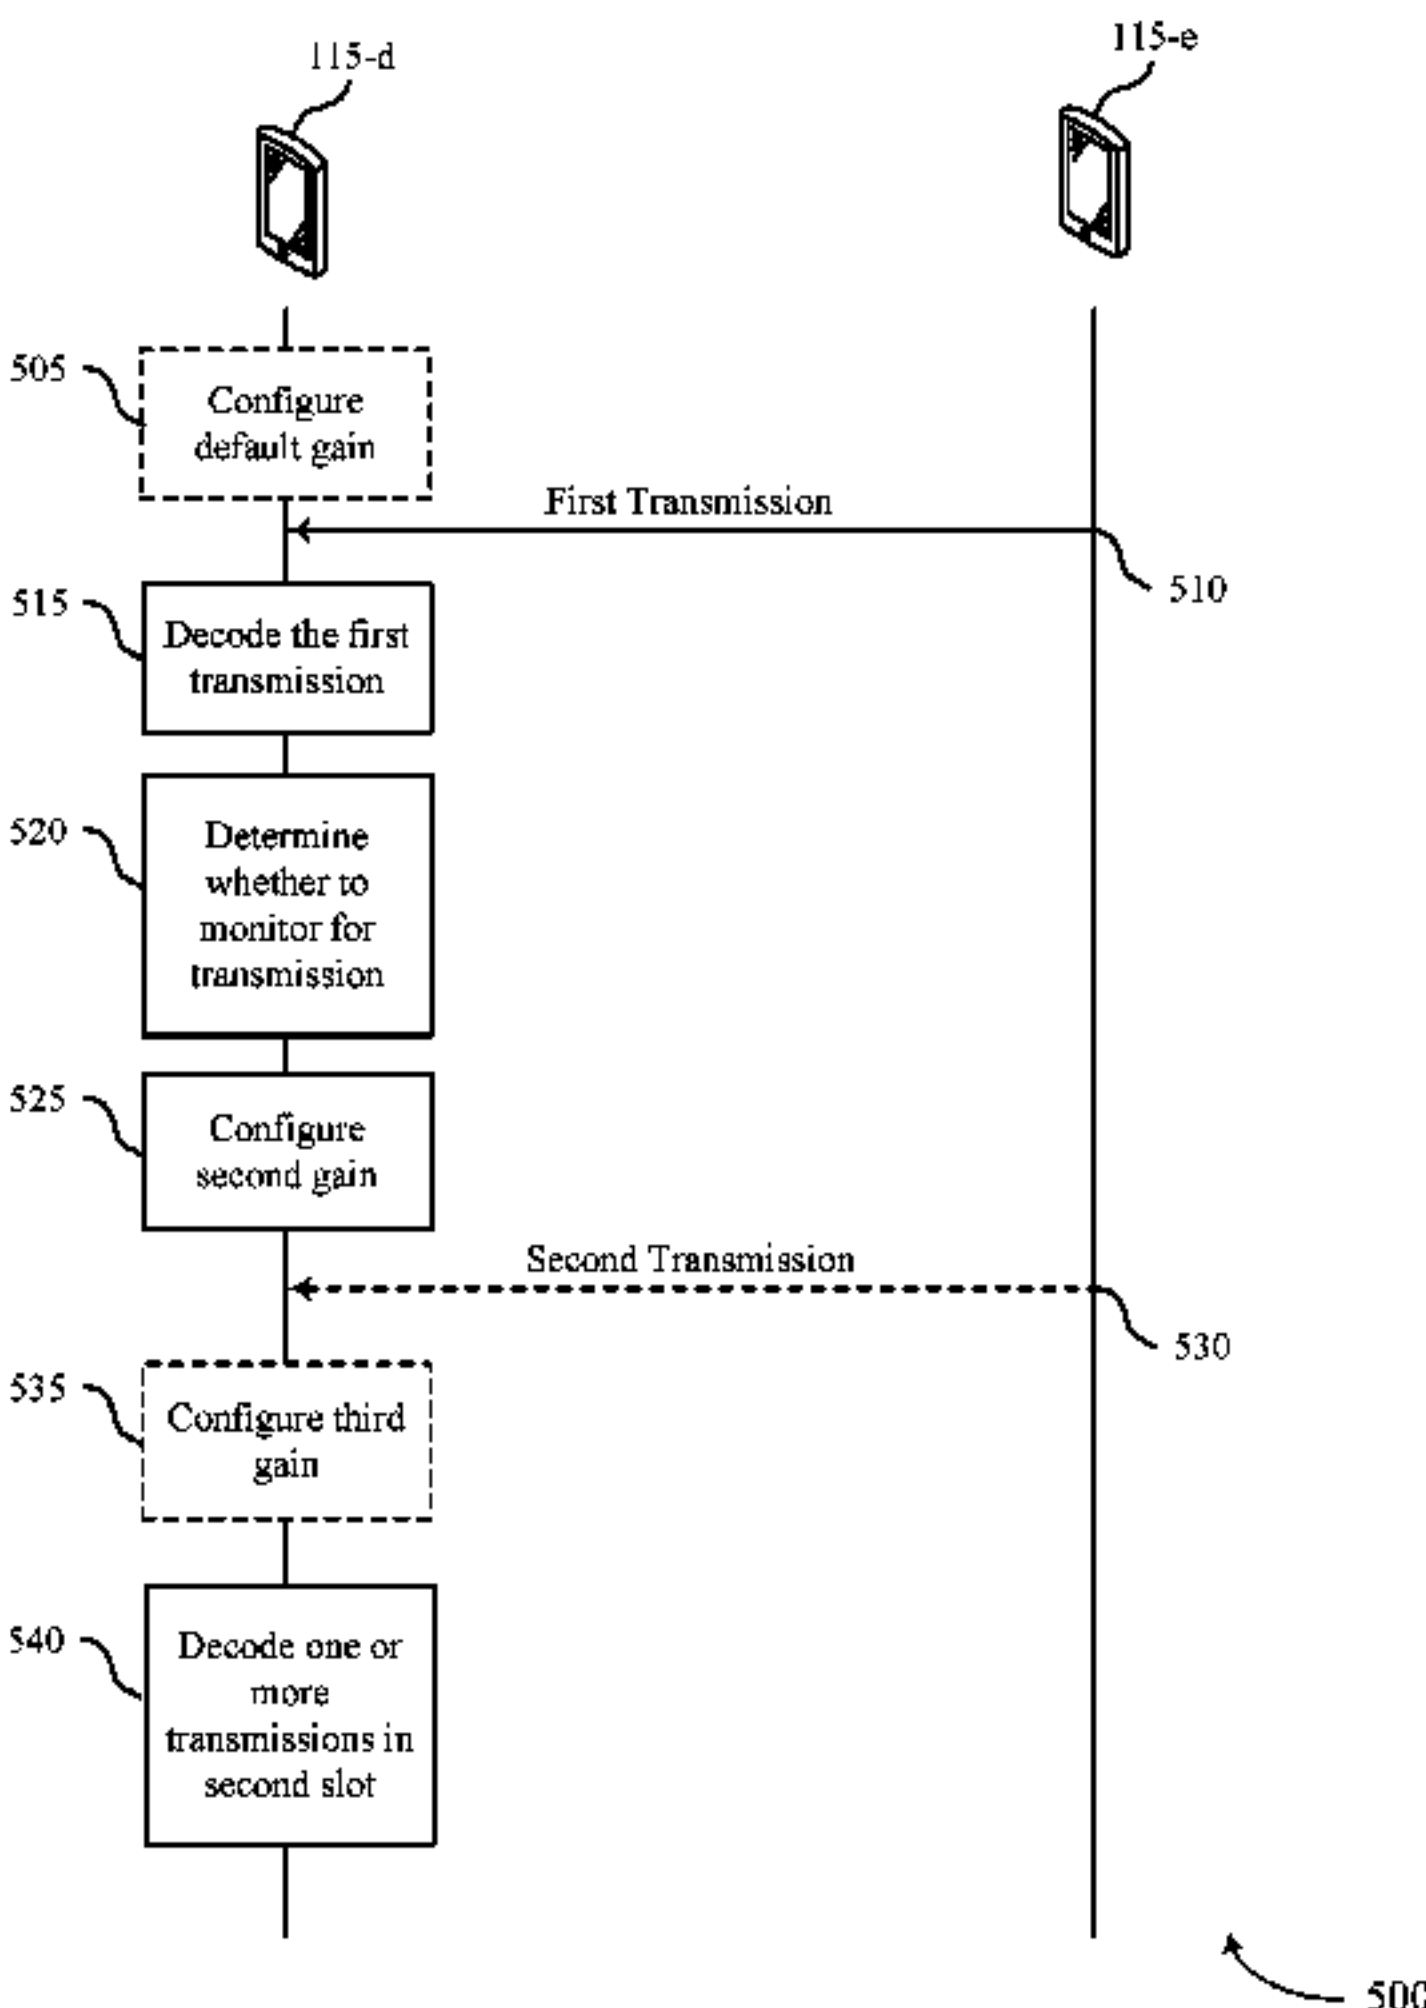 115-d
115-e
505
Configure
default gain
First Transmission
510
515
Decode the first
transmission
520
Determine
whether to
monitor for
transmission
525
Configure
second gain
Second Transmission
530
535
Configure third
gain
540
Decode one or
more
transmissions in
second slot
500